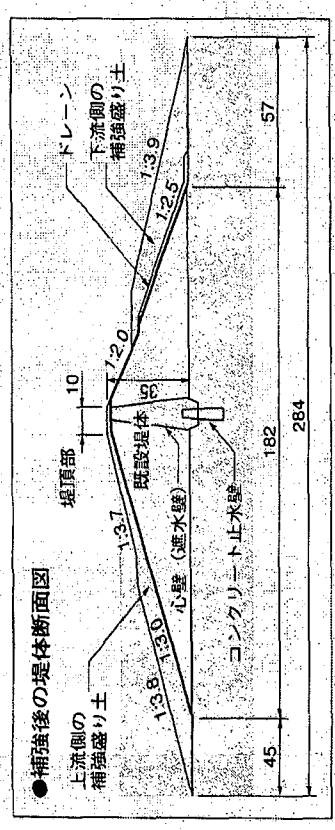 ●補強後の堤体断面図
上流側の
補強盛り土
堤頂部
10
ドレーン
下流側の
補強盛り土
1:3.7
1:2.0
1:3.9
1:3.8
1:3.0
既設堤体
35
1:2.5
心壁（遮水壁）
コンクリート止水壁
45
182
57
284